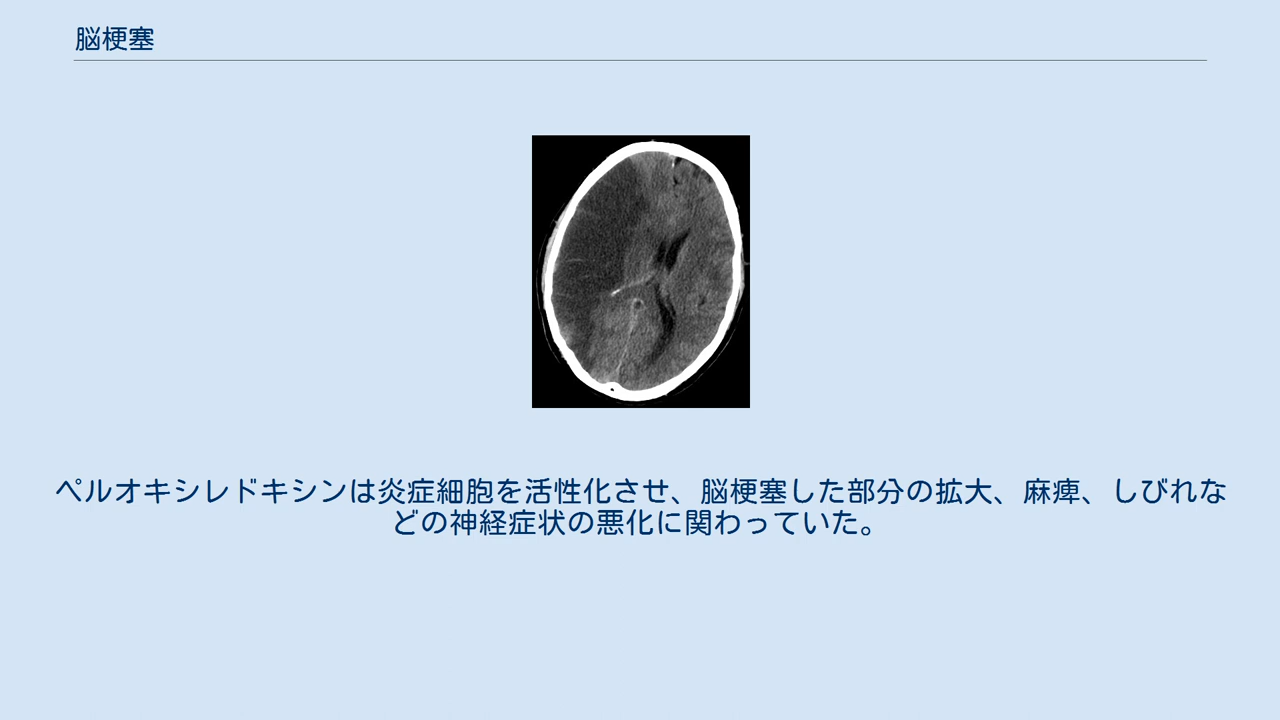 脳梗塞
ペルオキシレドキシンは炎症細胞を活性化させ、脳梗塞した部分の拡大、麻痺、しびれな
どの神経症状の悪化に関わっていた。